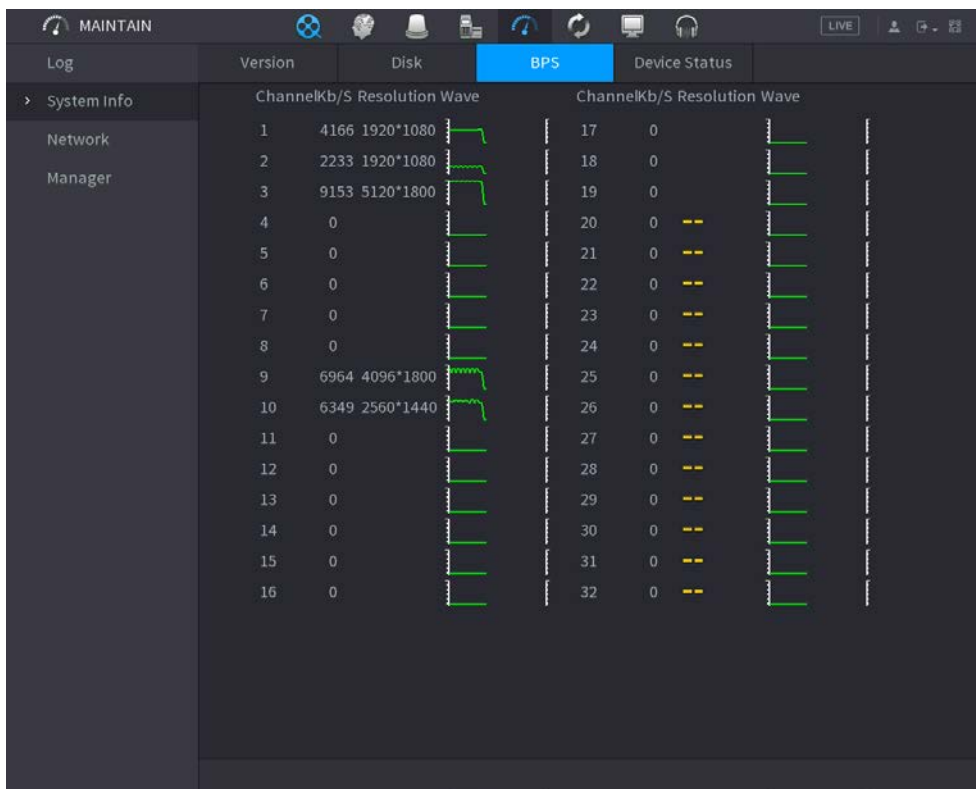 MAINTAIN LIVE
Log Version Disk BPS Device Status
> System Info
Network
Manager
ChannelKb/S Resolution Wave ChannelKb/S Resolution Wave
1 4166 1920*1080 17 0
2 2233 1920*1080 18 0
3 9153 5120*1800 19 0
4 0 20 0 --
5 0 21 0 --
6 0 22 0 --
7 0 23 0 --
8 0 24 0 --
9 6964 4096*1800 25 0 --
10 6349 2560*1440 26 0 --
11 0 27 0 --
12 0 28 0 --
13 0 29 0 --
14 0 30 0 --
15 0 31 0 --
16 0 32 0 --